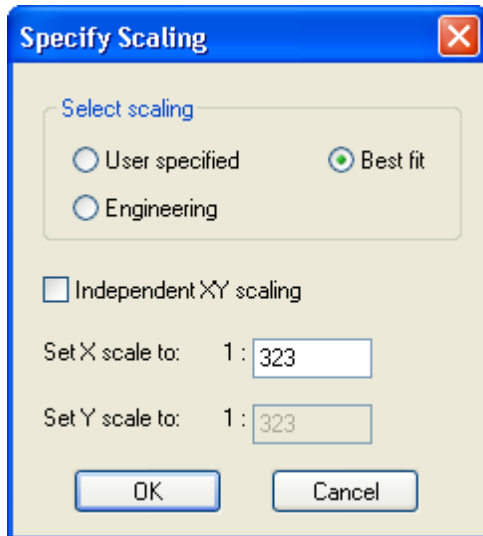 Specify Scaling
Select scaling
User specified
Best fit
Engineering
Independent XY scaling
Set X scale to: 1 : 323
Set Y scale to: 1 : 323
OK
Cancel